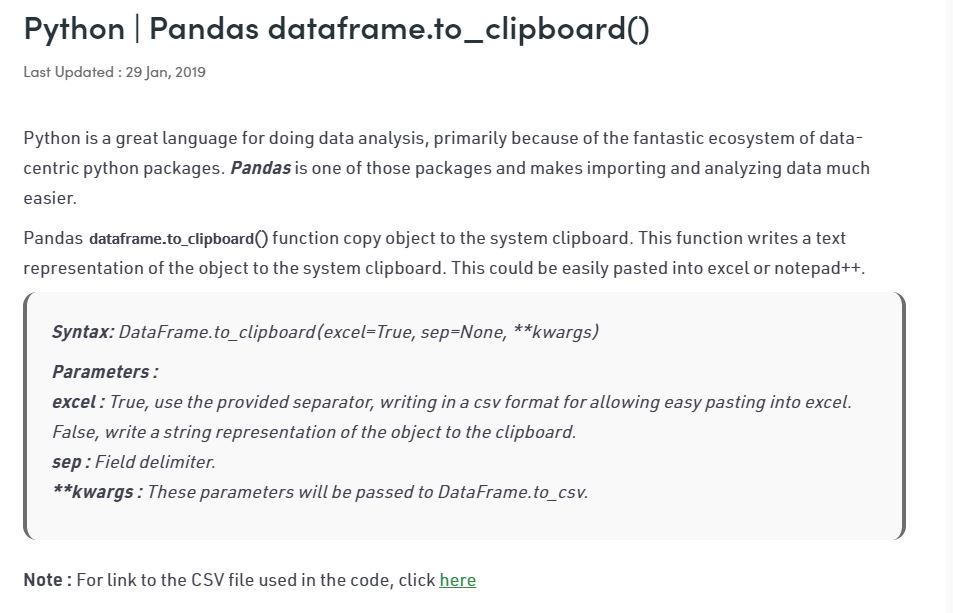 Python | Pandas dataframe.to_clipboard()
Last Updated : 29 Jan, 2019
Python is a great language for doing data analysis, primarily because of the fantastic ecosystem of data-
centric python packages. Pandas is one of those packages and makes importing and analyzing data much
easier.
Pandas dataframe.to_clipboard() function copy object to the system clipboard. This function writes a text
representation of the object to the system clipboard. This could be easily pasted into excel or notepad++.
Syntax: DataFrame.to_clipboard(excel=True, sep=None, **kwargs)
Parameters :
excel : True, use the provided separator, writing in a csv format for allowing easy pasting into excel.
False, write a string representation of the object to the clipboard.
sep : Field delimiter.
**kwargs : These parameters will be passed to DataFrame.to_csv.
Note : For link to the CSV file used in the code, click here